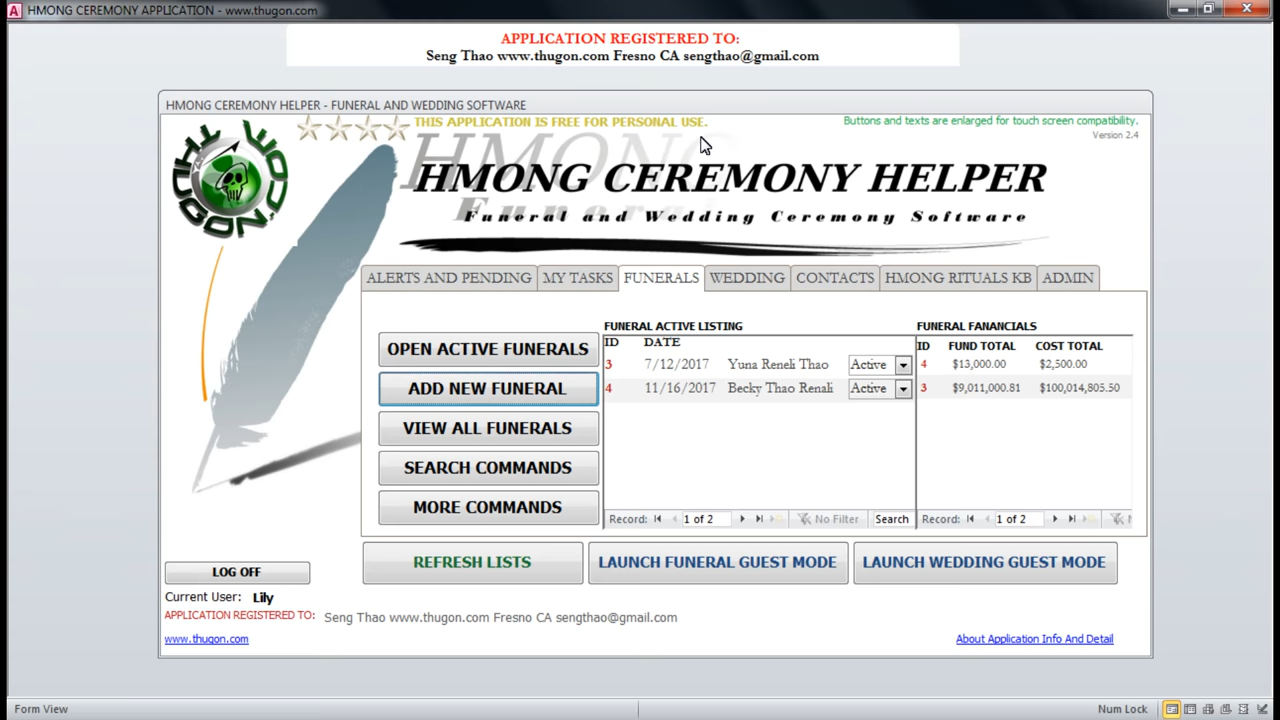 HMONG CEREMONY APPLICATION - www.thugon.com
APPLICATION REGISTERED TO:
Seng Thao www.thugon.com Fresno CA sengthao@gmail.com
HMONG CEREMONY HELPER - FUNERAL AND WEDDING SOFTWARE
THIS APPLICATION IS FREE FOR PERSONAL USE.
Buttons and texts are enlarged for touch screen compatibility.
Version 2.4
THUGON.COM
HMONG
HMONG CEREMONY HELPER
Funeral
Funeral and Wedding Ceremony Software
ALERTS AND PENDING MY TASKS FUNERALS WEDDING CONTACTS HMONG RITUALS KB ADMIN
OPEN ACTIVE FUNERALS
ADD NEW FUNERAL
VIEW ALL FUNERALS
SEARCH COMMANDS
MORE COMMANDS
FUNERAL ACTIVE LISTING
ID DATE
3 7/12/2017 Yuna Reneli Thao Active
4 11/16/2017 Becky Thao Renali Active
Record: 1 of 2 No Filter Search
FUNERAL FANANCIALS
ID FUND TOTAL COST TOTAL
4 $13,000.00 $2,500.00
3 $9,011,000.81 $100,014,805.50
Record: 1 of 2
REFRESH LISTS LAUNCH FUNERAL GUEST MODE LAUNCH WEDDING GUEST MODE
LOG OFF
Current User: Lily
APPLICATION REGISTERED TO: Seng Thao www.thugon.com Fresno CA sengthao@gmail.com
www.thugon.com
About Application Info And Detail
Form View
Num Lock